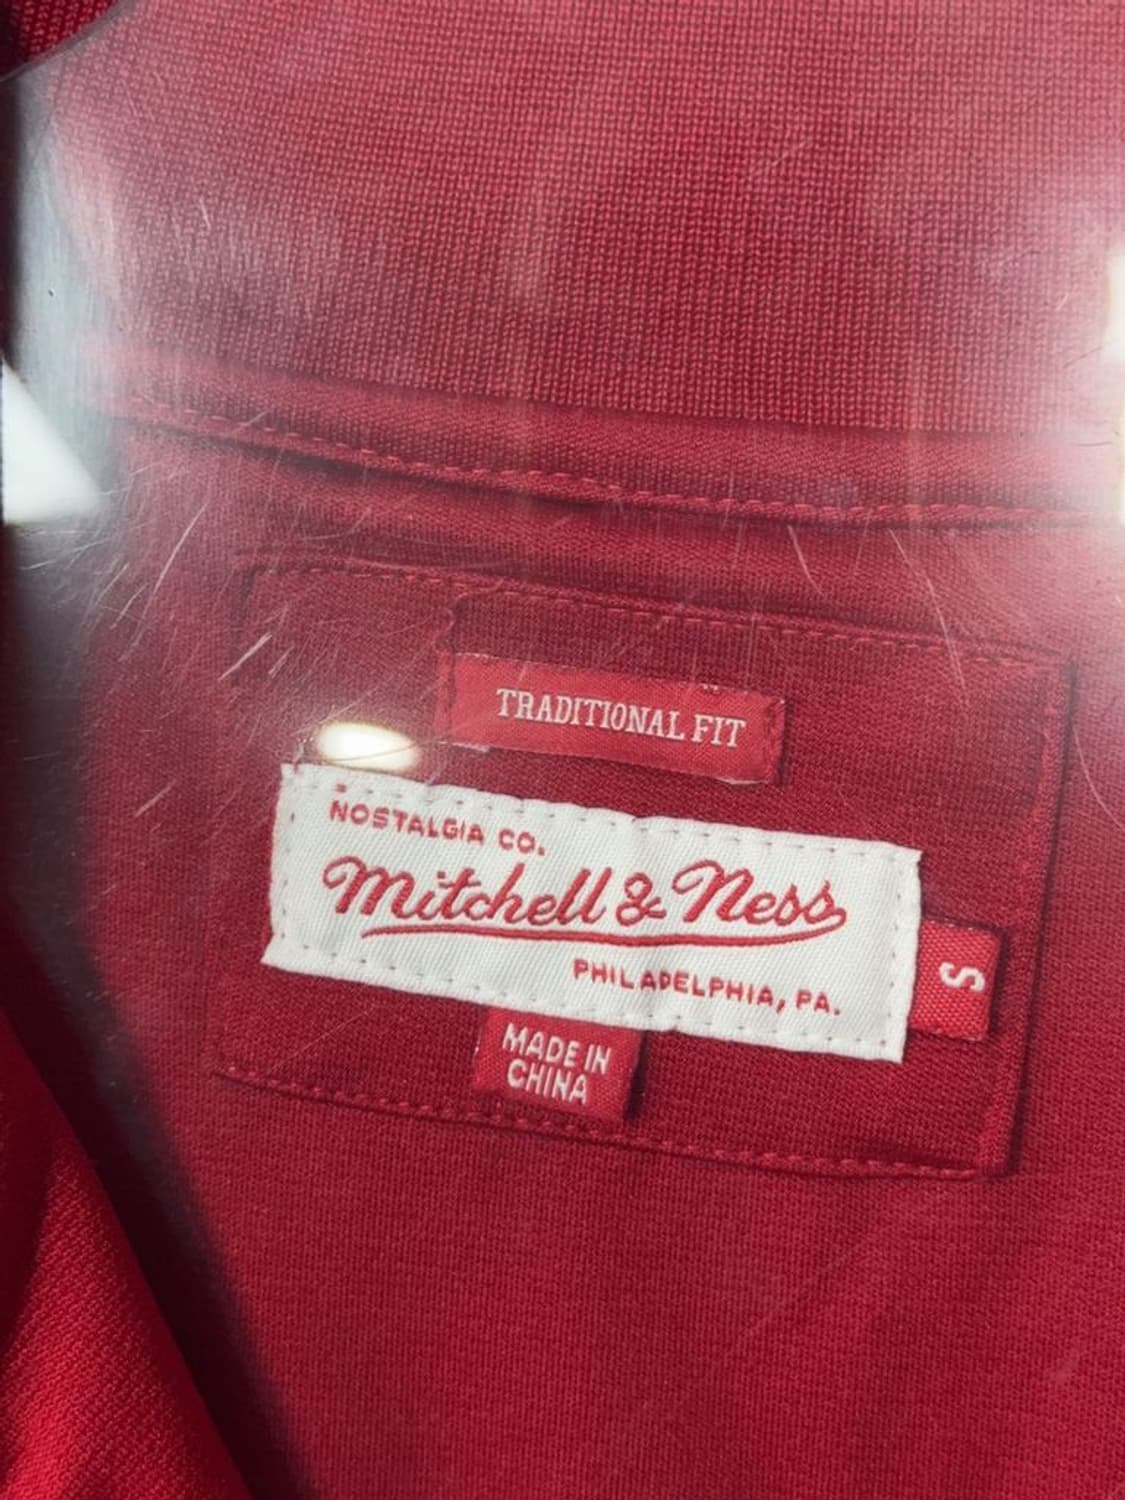 TRADITIONAL FIT
NOSTALGIA CO.
Mitchell & Ness
PHILADELPHIA, PA.
S
MADE IN
CHINA